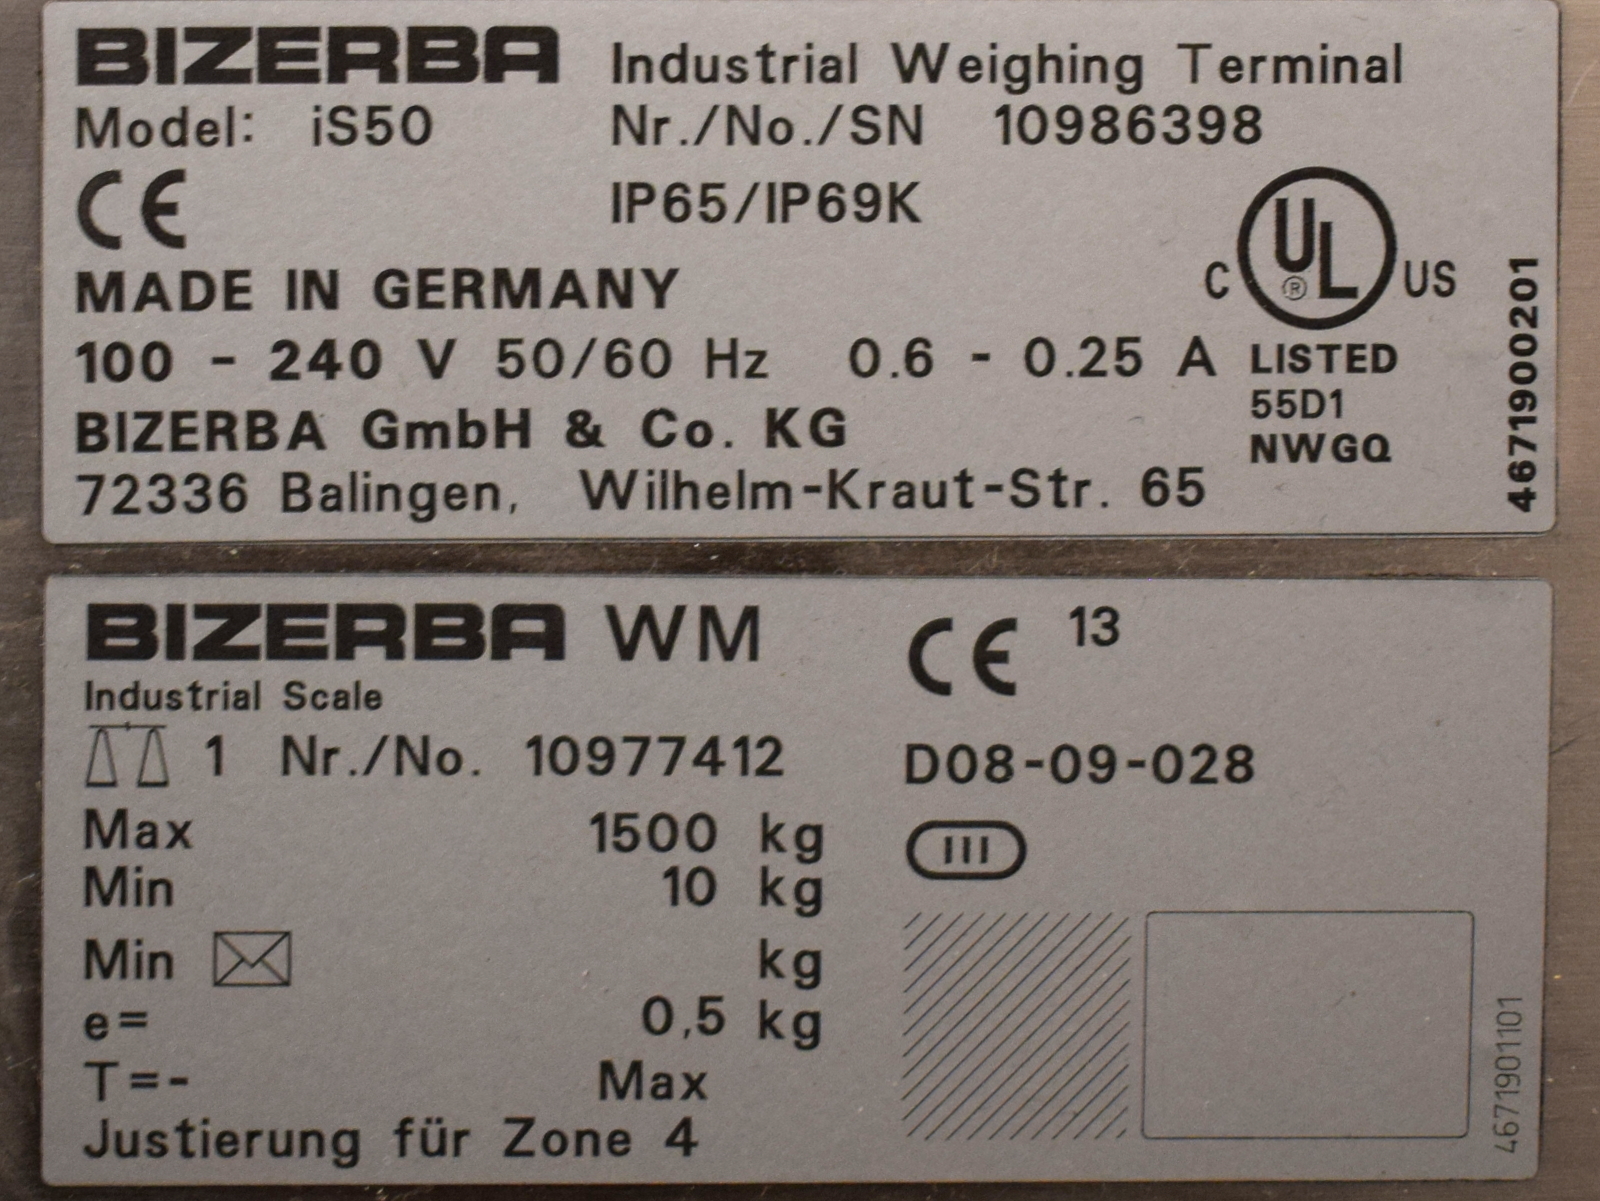 BIZERBA Industrial Weighing Terminal
Model: iS50 Nr./No./SN 10986398
CE IP65/IP69K
C UL ® US
MADE IN GERMANY
100 - 240 V 50/60 Hz 0.6 - 0.25 A LISTED
55D1
BIZERBA GmbH & Co. KG NWGQ
72336 Balingen, Wilhelm-Kraut-Str. 65
4671900201
BIZERBA WM CE 13
Industrial Scale
1 Nr./No. 10977412 D08-09-028
Max 1500 kg III
Min 10 kg
Min kg
e= 0,5 kg
T=- Max
Justierung für Zone 4
4671901101